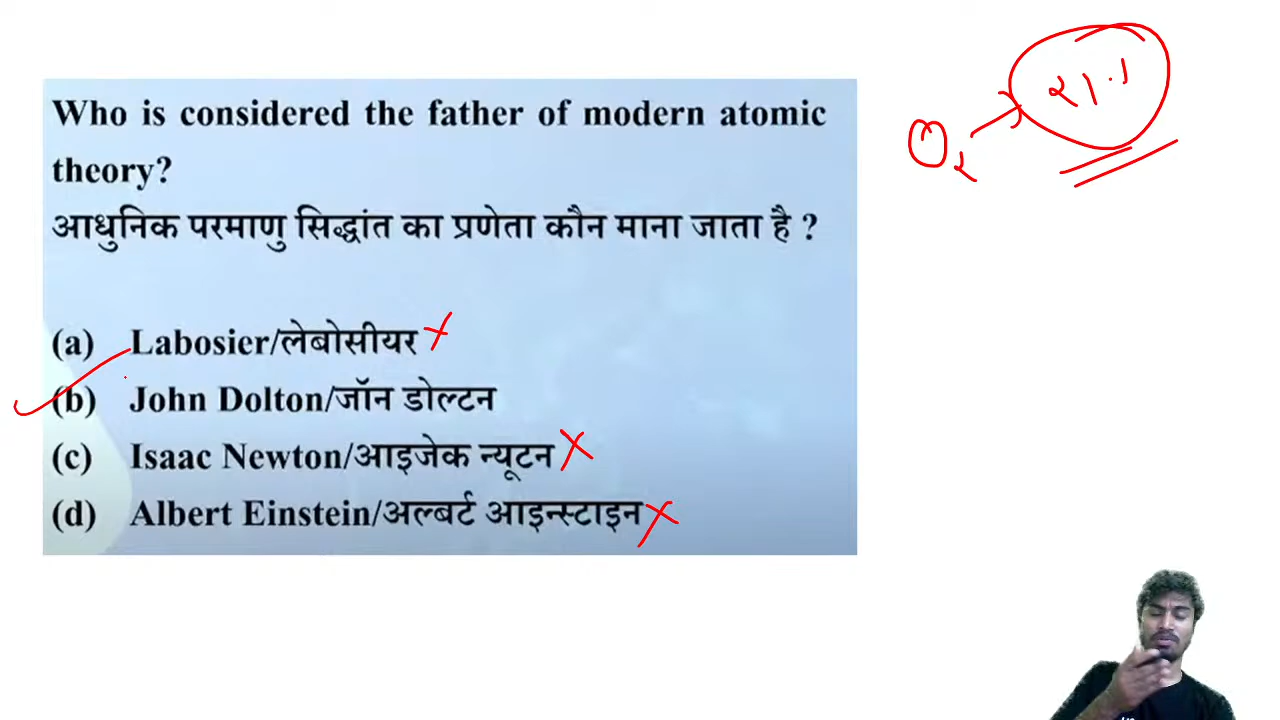 Who is considered the father of modern atomic
theory?
आधुनिक परमाणु सिद्धांत का प्रणेता कौन माना जाता है ?
(a) Labosier/लेबोसीयर
(b) John Dolton/जॉन डोल्टन
(c) Isaac Newton/आइजेक न्यूटन
(d) Albert Einstein/अल्बर्ट आइन्स्टाइन